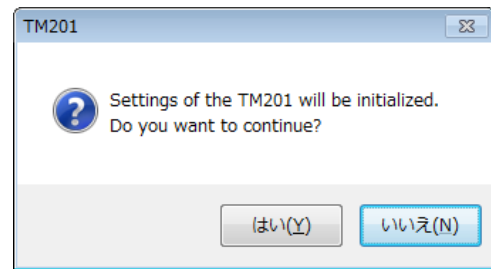 TM201
Settings of the TM201 will be initialized.
Do you want to continue?
はい(Y)
いいえ(N)